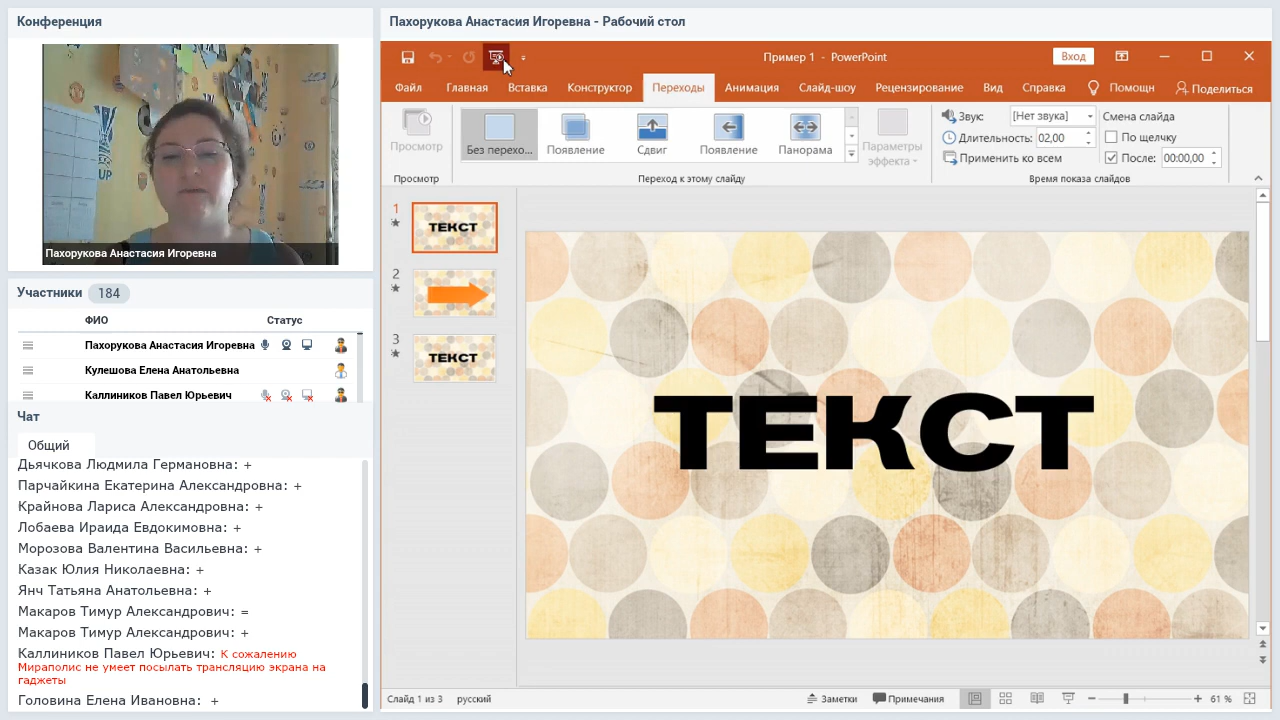 Конференция
Пахорукова Анастасия Игоревна
Участники 184
ФИО Статус
Пахорукова Анастасия Игоревна
Кулешова Елена Анатольевна
Каллиников Павел Юрьевич
Чат
Общий
Дьячкова Людмила Германовна: +
Парчайкина Екатерина Александровна: +
Крайнова Лариса Александровна: +
Лобаева Ираида Евдокимовна: +
Морозова Валентина Васильевна: +
Казак Юлия Николаевна: +
Янч Татьяна Анатольевна: +
Макаров Тимур Александрович: =
Макаров Тимур Александрович: +
Каллиников Павел Юрьевич: К сожалению
Мираполис не умеет посылать трансляцию экрана на
гаджеты
Головина Елена Ивановна: +
Пахорукова Анастасия Игоревна - Рабочий стол
Пример 1 - PowerPoint
Вход
Файл Главная Вставка Конструктор Переходы Анимация Слайд-шоу Рецензирование Вид Справка Помощн Поделиться
Просмотр
Без перехо... Появление Сдвиг Появление Панорама
Параметры
эффекта
Звук: [Нет звука]
Длительность: 02,00
Применить ко всем
Смена слайда
По щелчку
После: 00:00,00
Просмотр Переход к этому слайду Время показа слайдов
1
ТЕКСТ
2
3
ТЕКСТ
ТЕКСТ
Слайд 1 из 3 русский Заметки Примечания 61 %